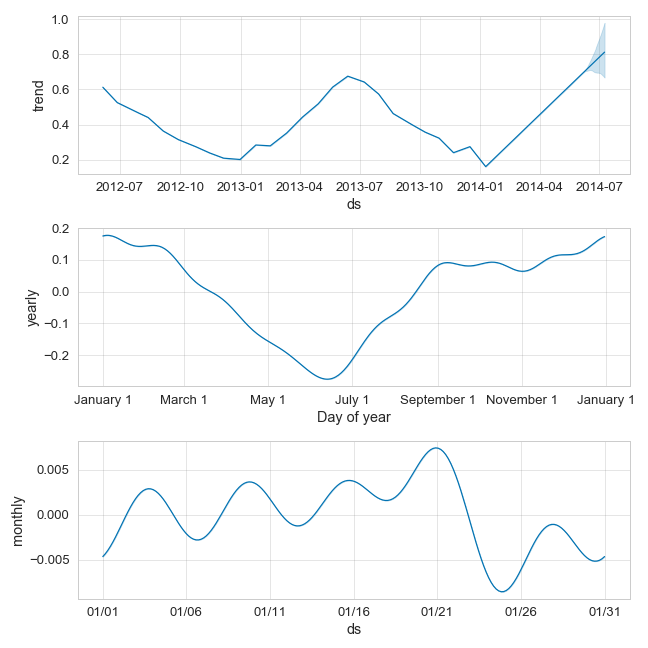 1.0
0.8
0.6
0.4
0.2
trend
2012-07 2012-10 2013-01 2013-04 2013-07 2013-10 2014-01 2014-04 2014-07
ds
0.2
0.1
0.0
−0.1
−0.2
yearly
January 1 March 1 May 1 July 1 September 1 November 1 January 1
Day of year
0.005
0.000
−0.005
monthly
01/01 01/06 01/11 01/16 01/21 01/26 01/31
ds